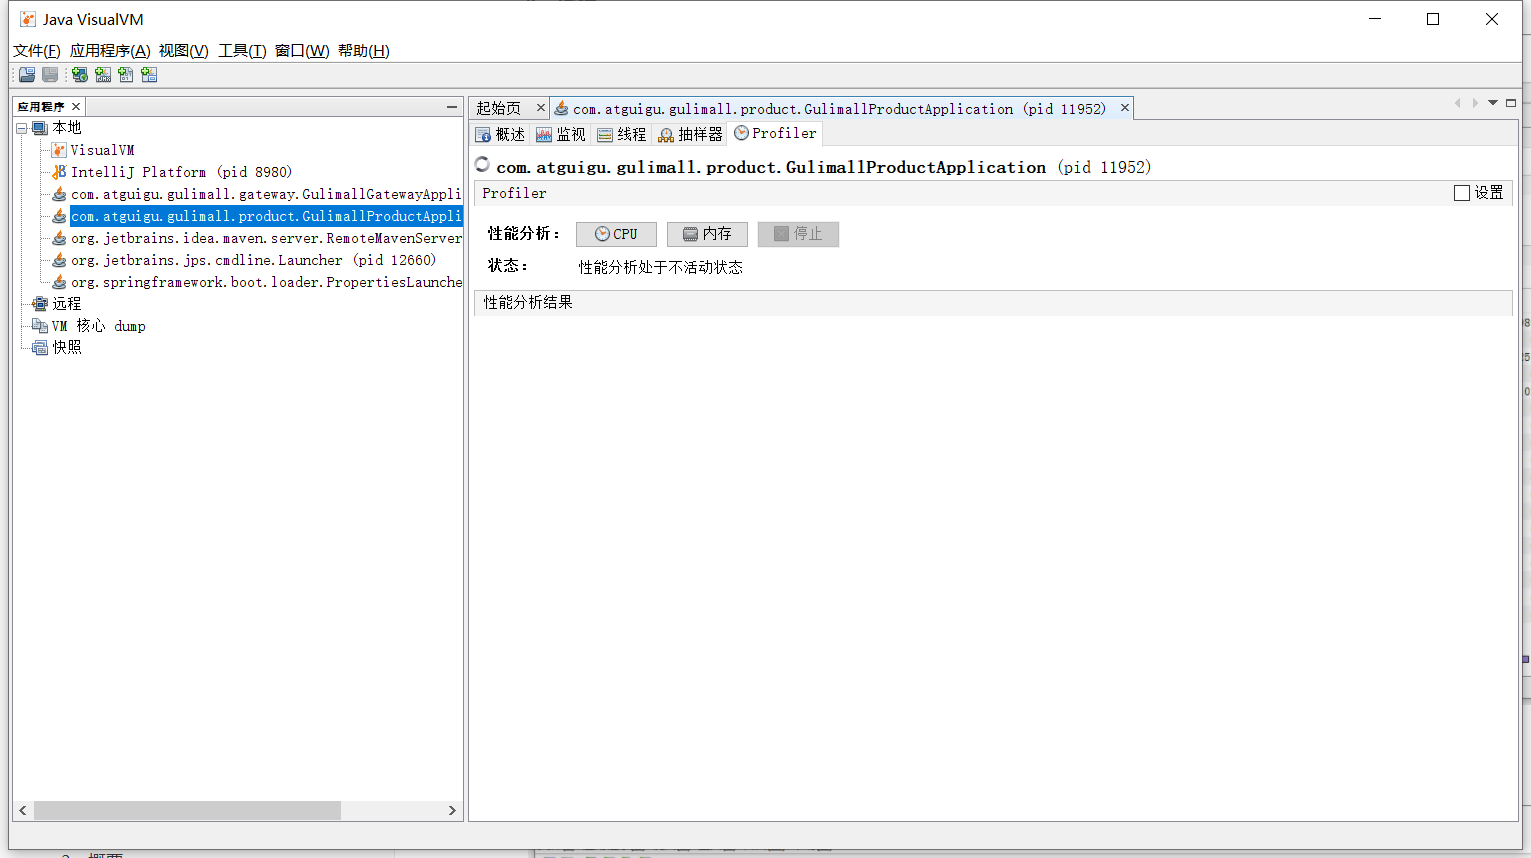 Java VisualVM
文件(F) 应用程序(A) 视图(V) 工具(T) 窗口(W) 帮助(H)
应用程序
本地
VisualVM
IntelliJ Platform (pid 8980)
com.atguigu.gulimall.gateway.GulimallGatewayAppli
com.atguigu.gulimall.product.GulimallProductAppli
org.jetbrains.idea.maven.server.RemoteMavenServer
org.jetbrains.jps.cmdline.Launcher (pid 12660)
org.springframework.boot.loader.PropertiesLaunche
远程
VM 核心 dump
快照
起始页 com.atguigu.gulimall.product.GulimallProductApplication (pid 11952)
概述 监视 线程 抽样器 Profiler
com.atguigu.gulimall.product.GulimallProductApplication (pid 11952)
Profiler 设置
性能分析: CPU 内存 停止
状态: 性能分析处于不活动状态
性能分析结果